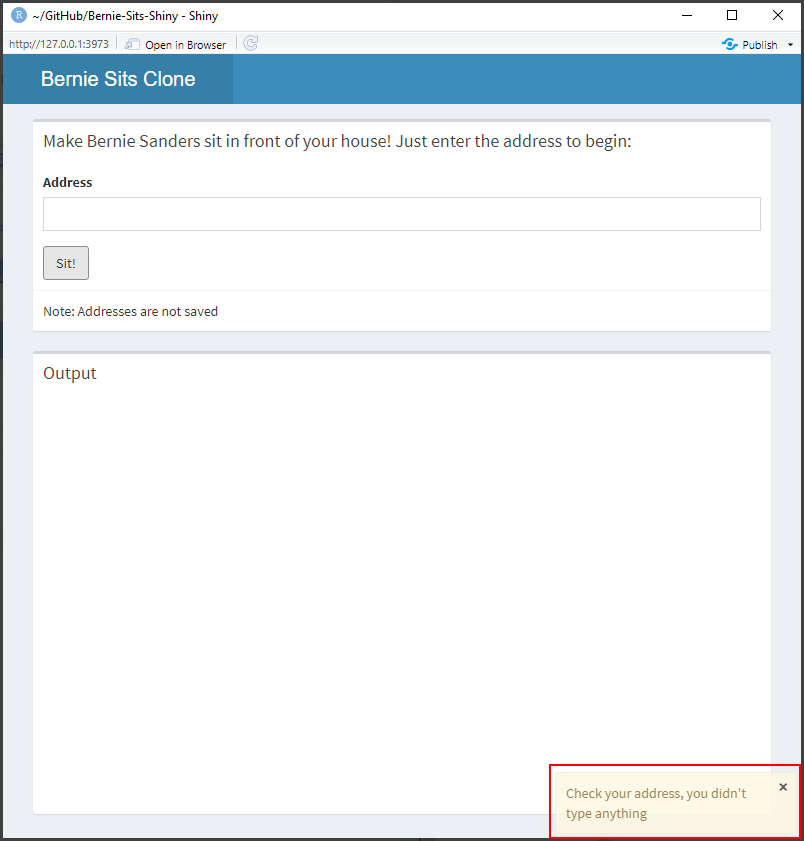 R ~/GitHub/Bernie-Sits-Shiny - Shiny
http://127.0.0.1:3973 Open in Browser Publish
Bernie Sits Clone
Make Bernie Sanders sit in front of your house! Just enter the address to begin:
Address
Sit!
Note: Addresses are not saved
Output
Check your address, you didn't
type anything